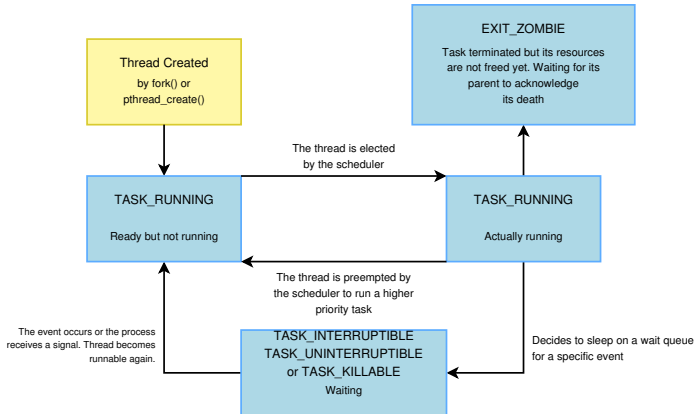 EXIT_ZOMBIE
Task terminated but its resources
are not freed yet. Waiting for its
parent to acknowledge
its death
Thread Created
by fork() or
pthread_create()
The thread is elected
by the scheduler
TASK_RUNNING
Ready but not running
TASK_RUNNING
Actually running
The thread is preempted by
the scheduler to run a higher
priority task
The event occurs or the process
receives a signal. Thread becomes
runnable again.
TASK_INTERRUPTIBLE
TASK_UNINTERRUPTIBLE
or TASK_KILLABLE
Waiting
Decides to sleep on a wait queue
for a specific event